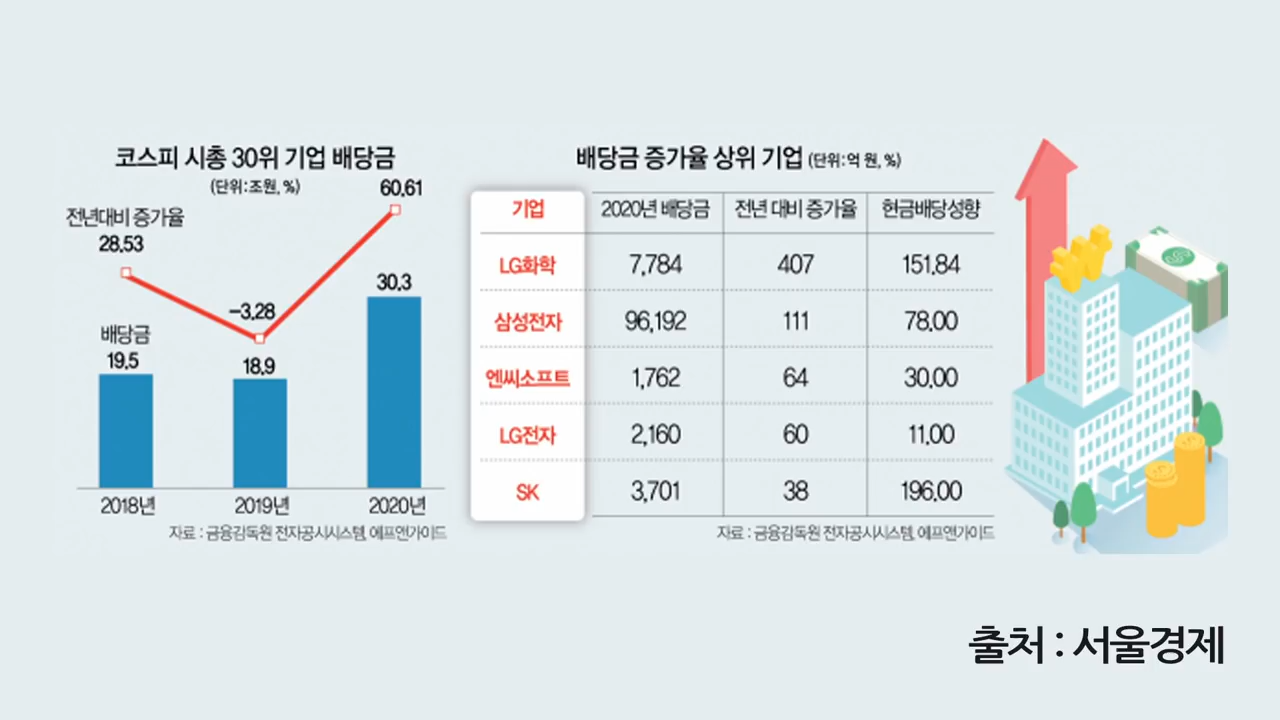 코스피 시총 30위 기업 배당금
(단위:조원, %)
전년대비 증가율
28.53
-3.28
60.61
배당금
19.5
18.9
30.3
2018년
2019년
2020년
자료 : 금융감독원 전자공시시스템, 에프앤가이드
배당금 증가율 상위 기업 (단위:억 원, %)
기업 2020년 배당금 전년 대비 증가율 현금배당성향
LG화학 7,784 407 151.84
삼성전자 96,192 111 78.00
엔씨소프트 1,762 64 30.00
LG전자 2,160 60 11.00
SK 3,701 38 196.00
자료 : 금융감독원 전자공시시스템, 에프앤가이드
출처 : 서울경제